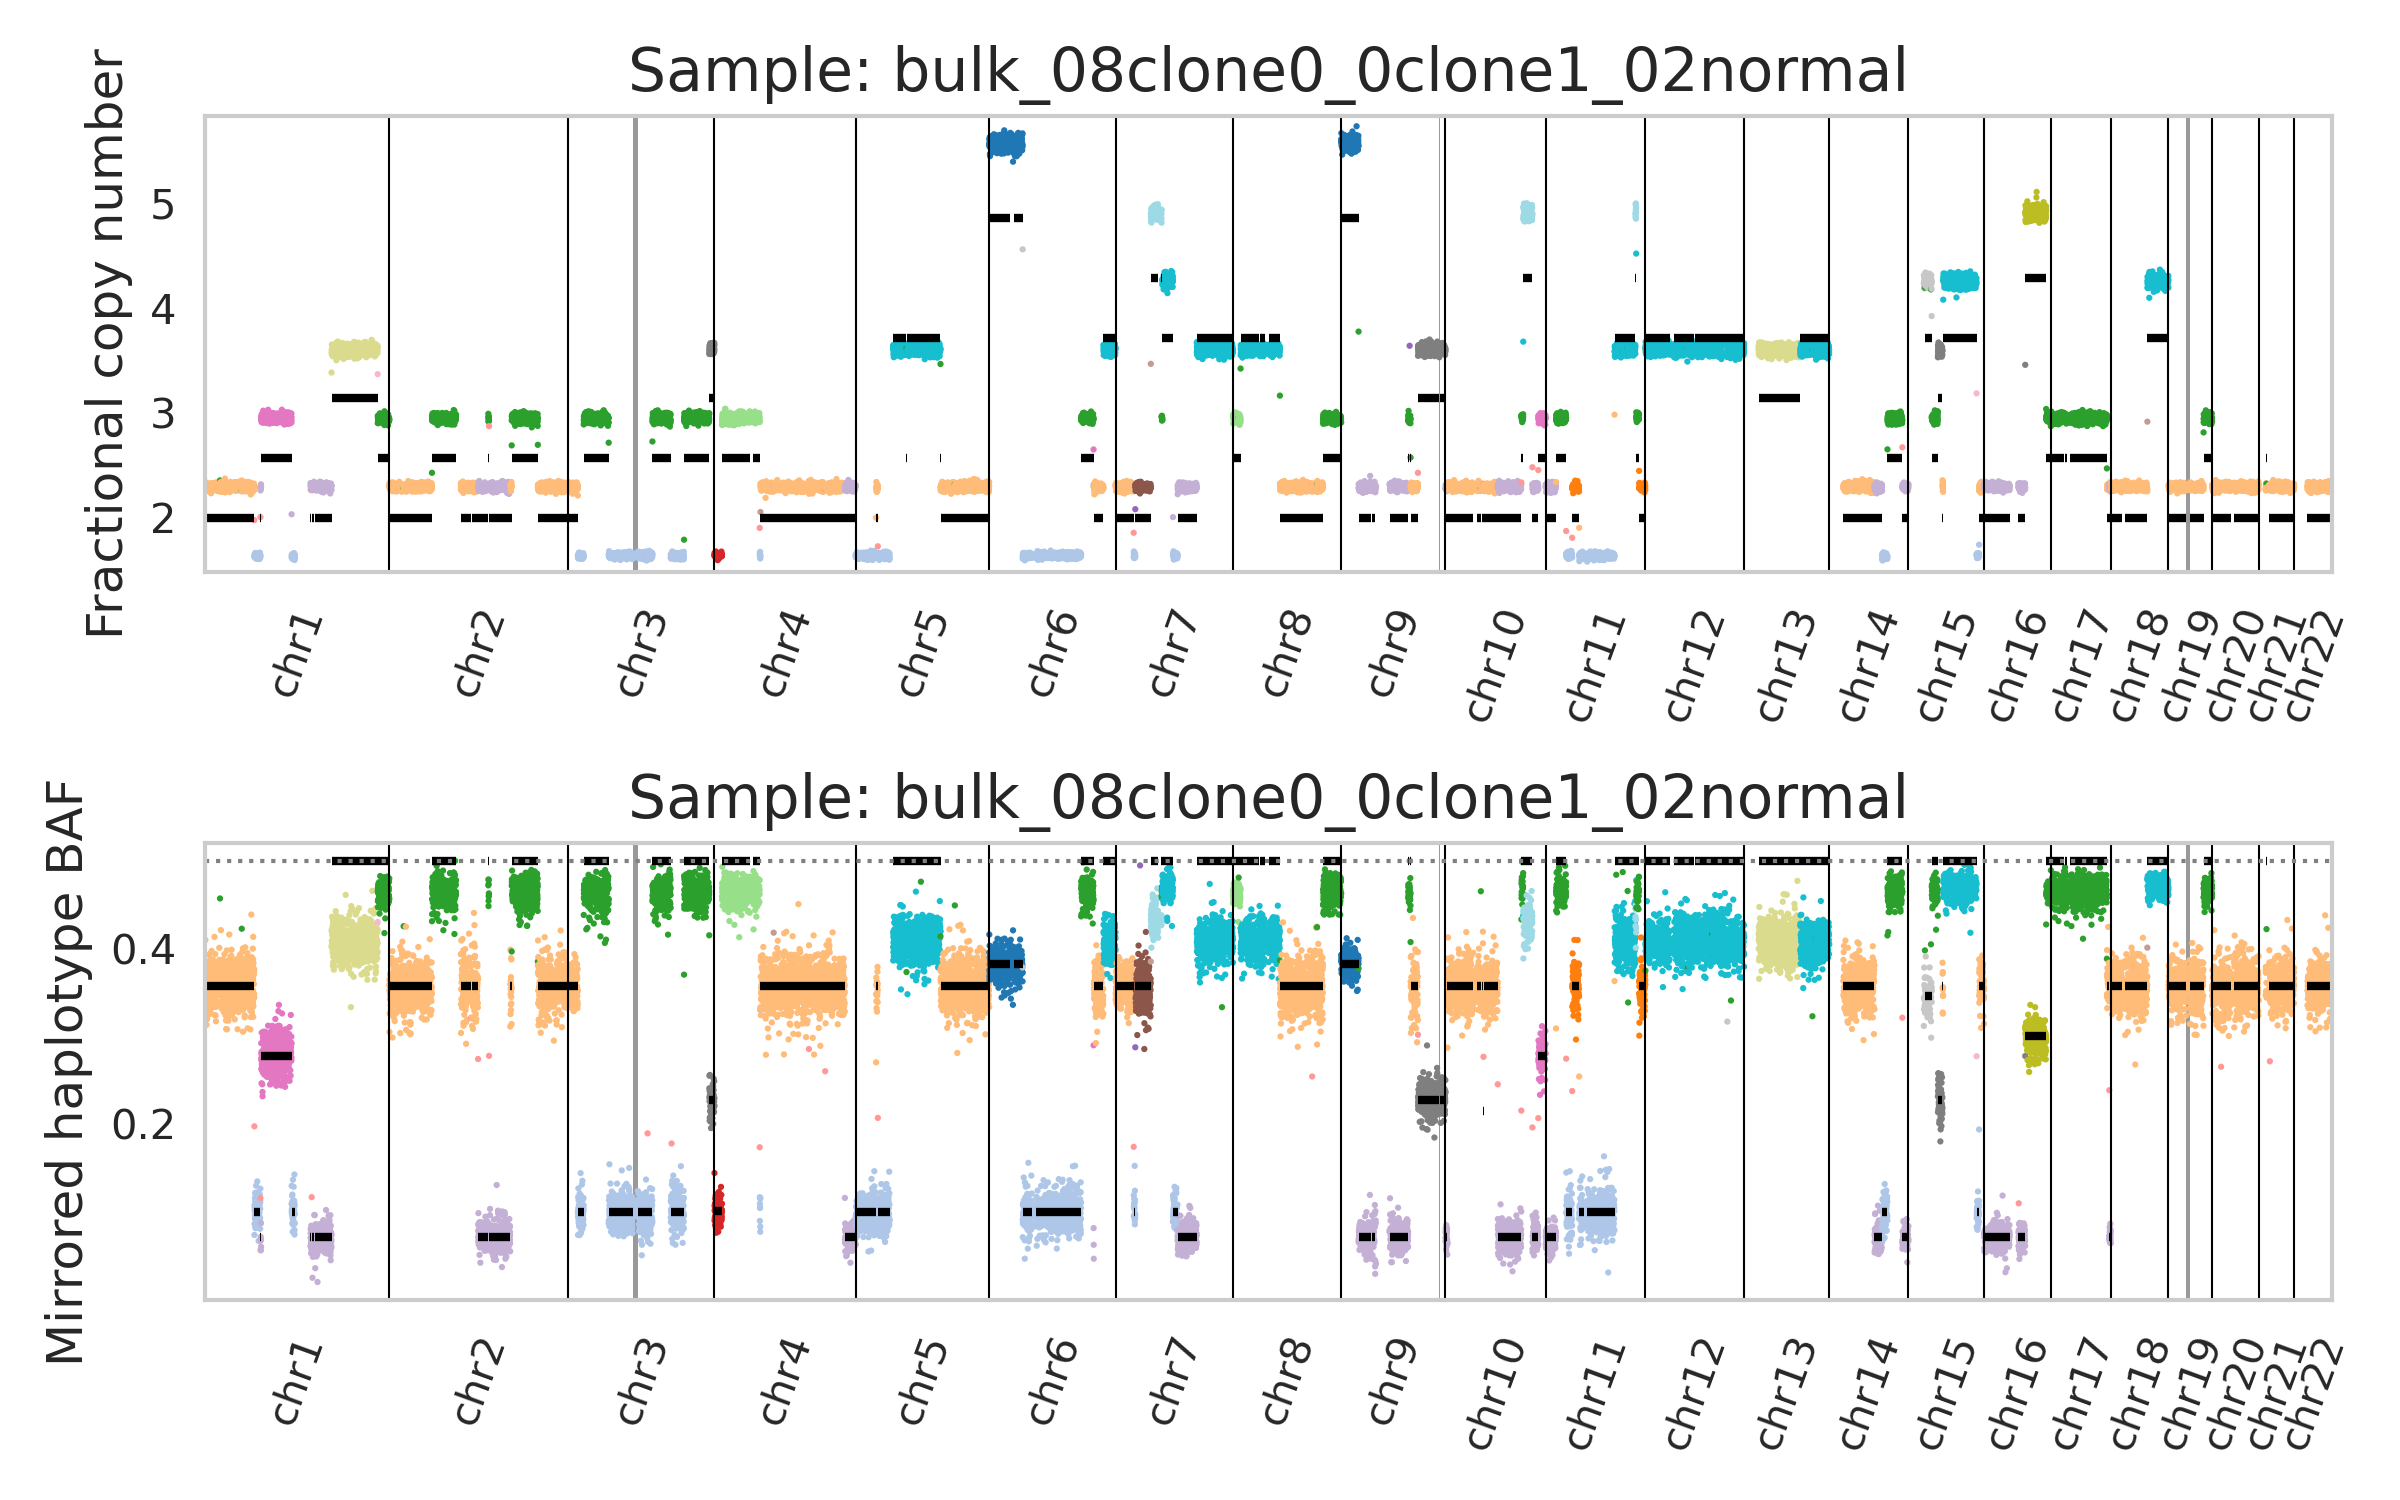 Sample: bulk_08clone0_0clone1_02normal
Fractional copy number
5
4
3
2
chr1
chr2
chr3
chr4
chr5
chr6
chr7
chr8
chr9
chr10
chr11
chr12
chr13
chr14
chr15
chr16
chr17
chr18
chr19
chr20
chr21
chr22
Sample: bulk_08clone0_0clone1_02normal
Mirrored haplotype BAF
0.4
0.2
chr1
chr2
chr3
chr4
chr5
chr6
chr7
chr8
chr9
chr10
chr11
chr12
chr13
chr14
chr15
chr16
chr17
chr18
chr19
chr20
chr21
chr22